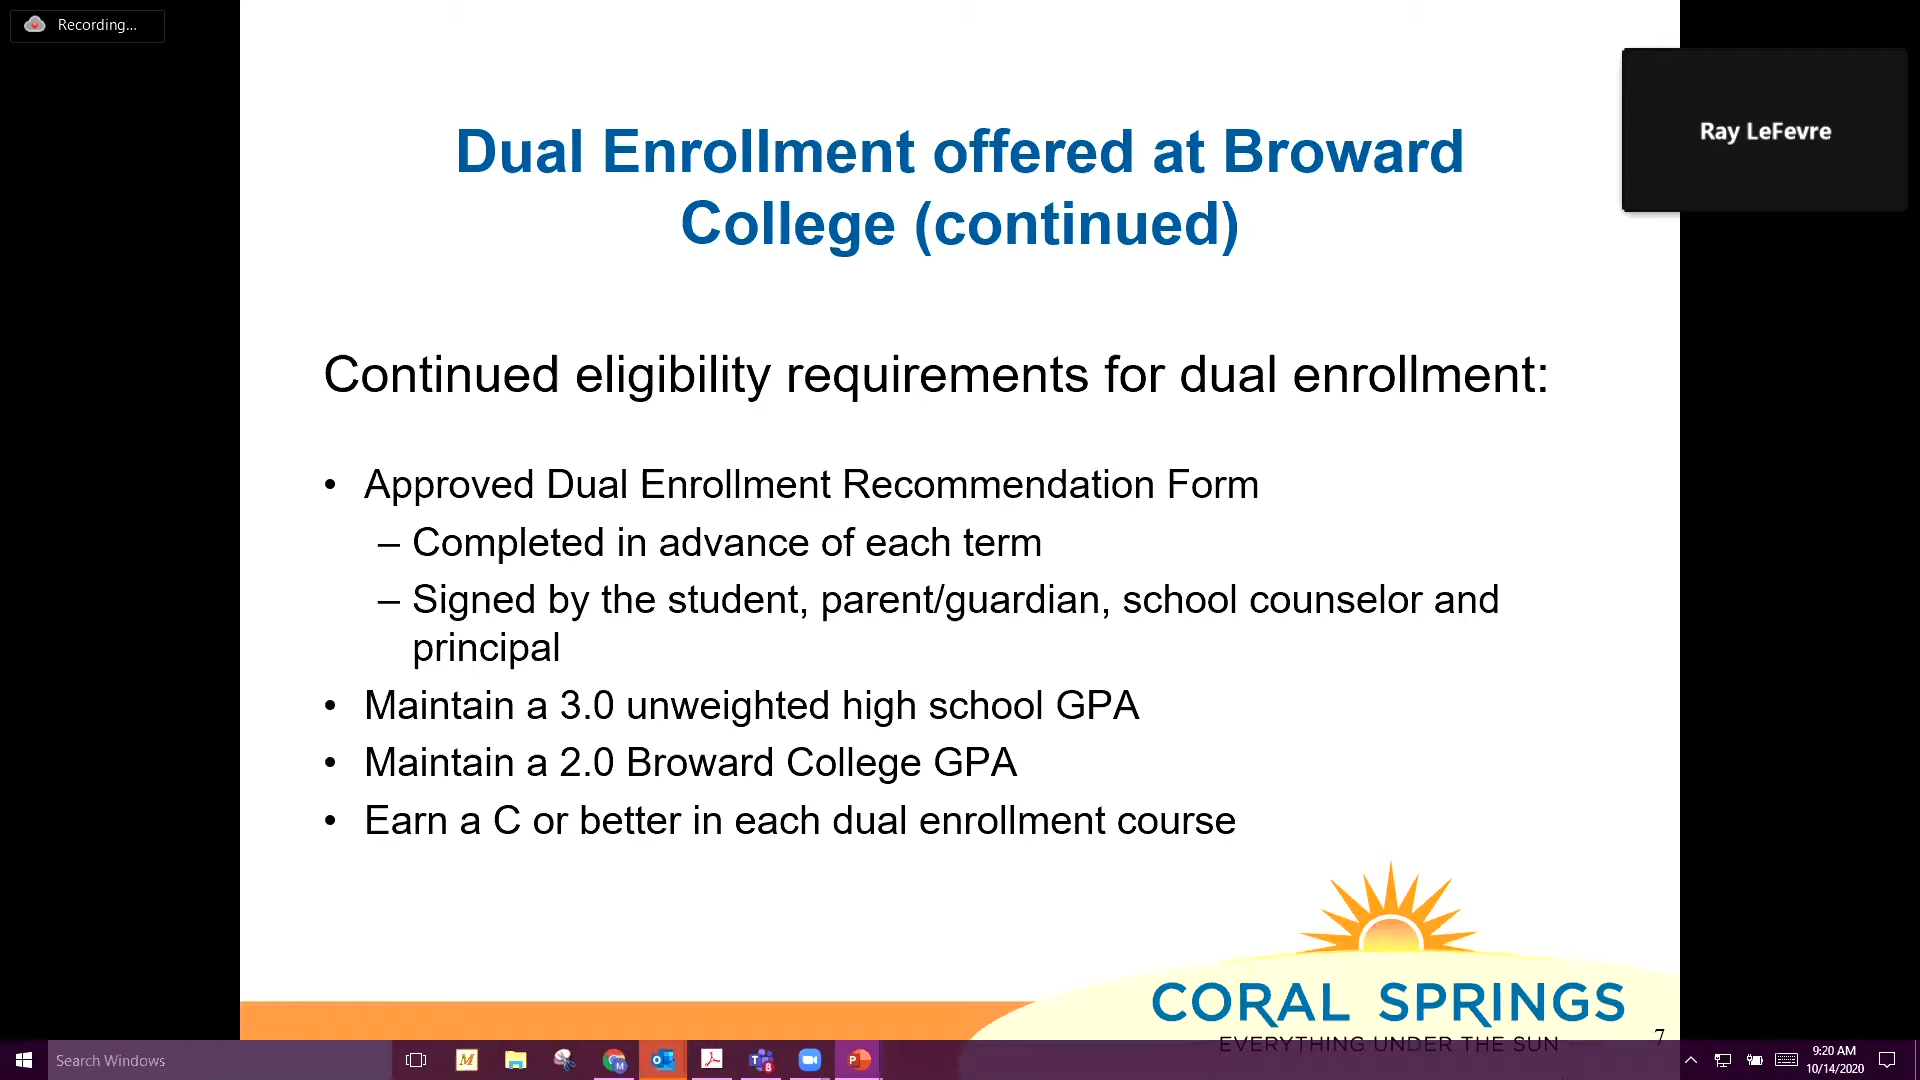 Recording...
Ray LeFevre
Dual Enrollment offered at Broward
College (continued)
Continued eligibility requirements for dual enrollment:
• Approved Dual Enrollment Recommendation Form
– Completed in advance of each term
– Signed by the student, parent/guardian, school counselor and
principal
• Maintain a 3.0 unweighted high school GPA
• Maintain a 2.0 Broward College GPA
• Earn a C or better in each dual enrollment course
CORAL SPRINGS
EVERYTHING UNDER THE SUN
7
Search Windows
9:20 AM
10/14/2020